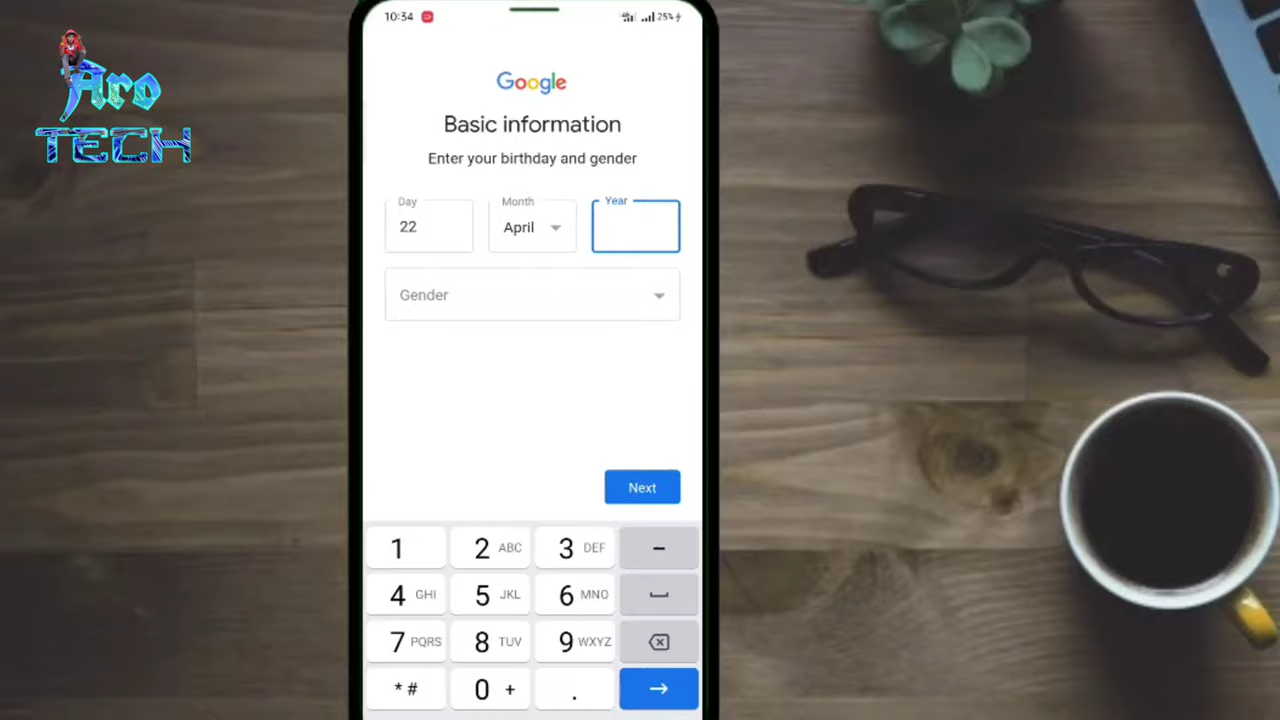 10:34
25%
Aro
TECH
Google
Basic information
Enter your birthday and gender
Day Month Year
22 April
Gender
Next
1 2 ABC 3 DEF –
4 GHI 5 JKL 6 MNO
7 PQRS 8 TUV 9 WXYZ
* # 0 + .